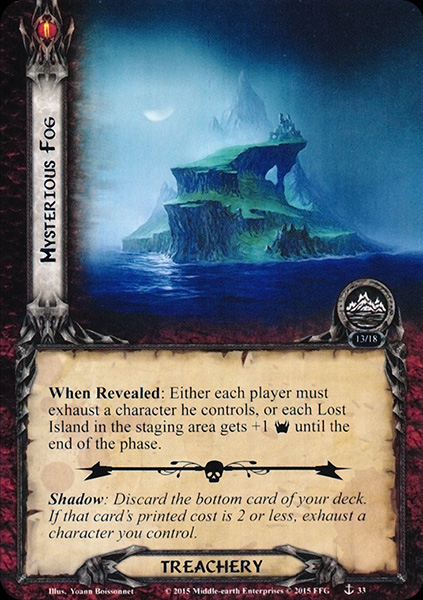 MYSTERIOUS FOG
13/18
When Revealed: Either each player must
exhaust a character he controls, or each Lost
Island in the staging area gets +1 until the
end of the phase.
Shadow: Discard the bottom card of your deck.
If that card's printed cost is 2 or less, exhaust a
character you control.
TREACHERY
Illus. Yoann Boissonnet © 2015 Middle-earth Enterprises © 2015 FFG 33